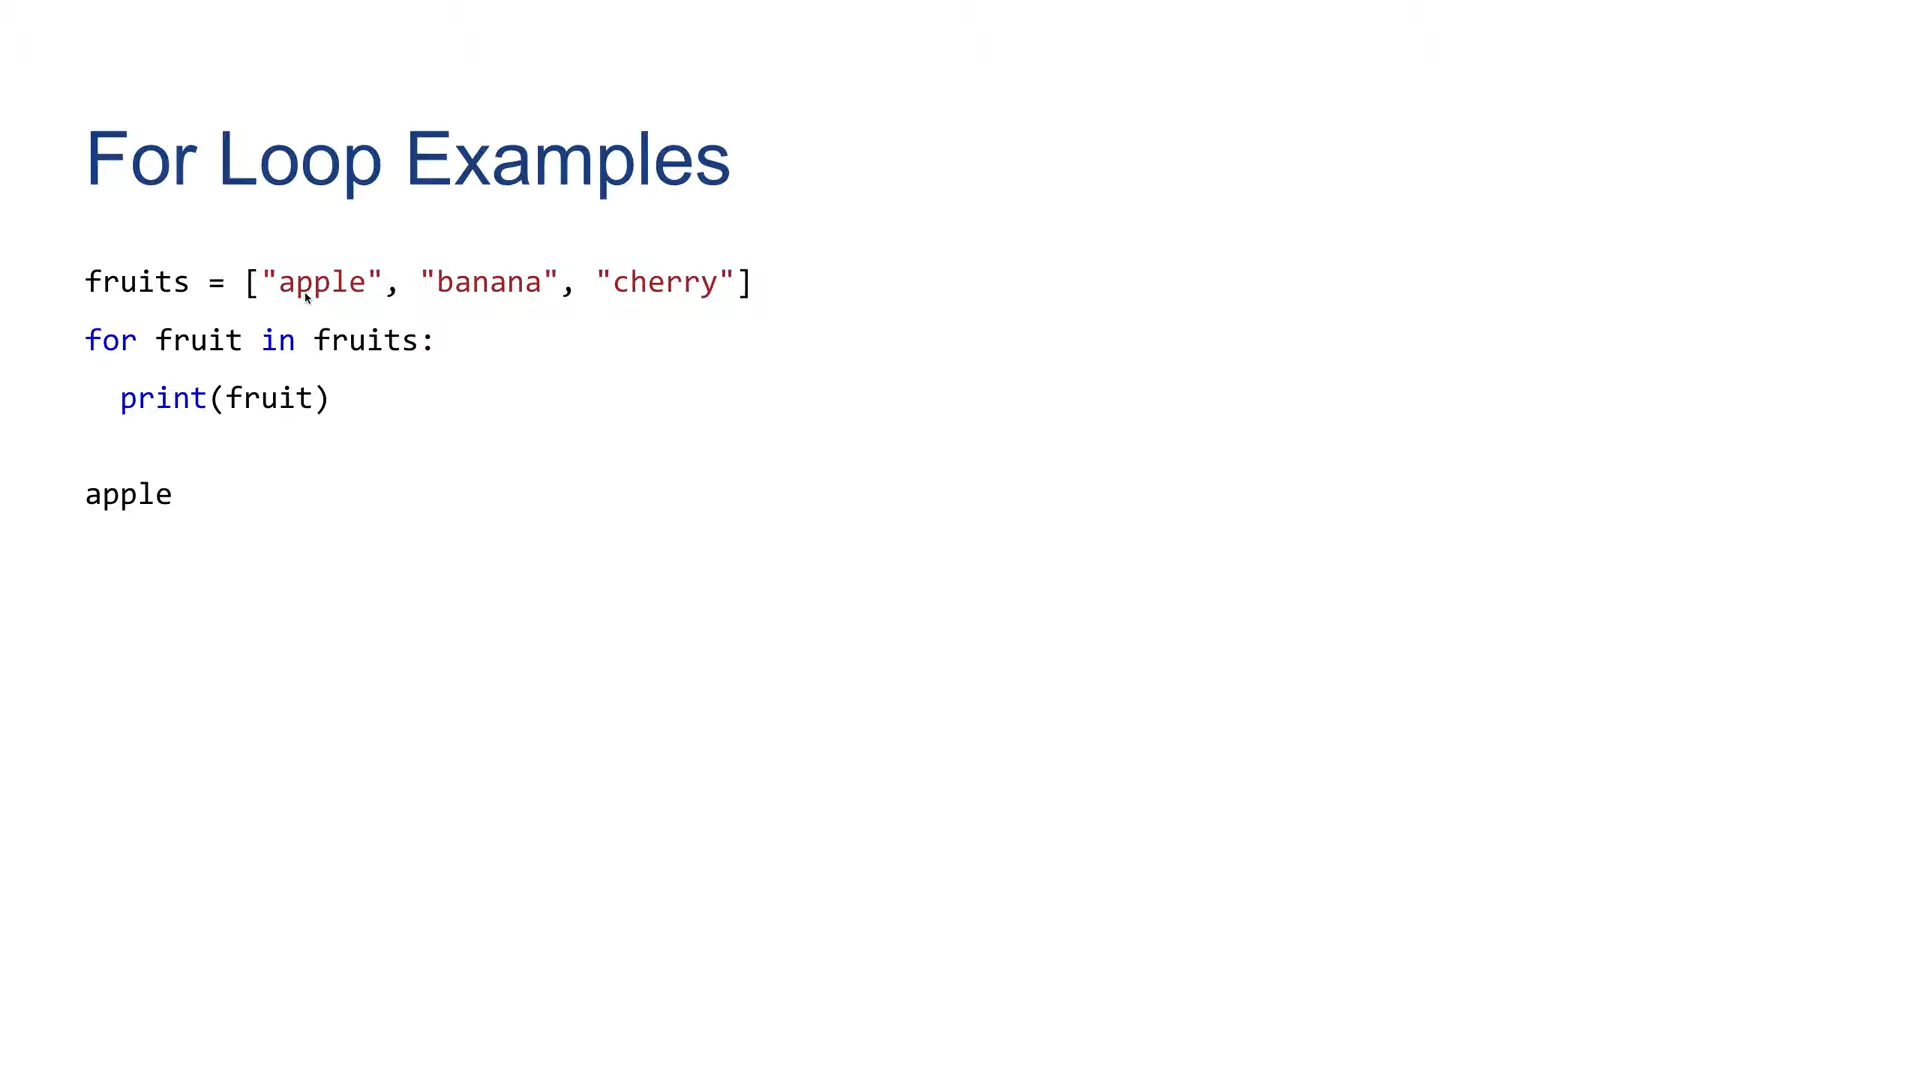 For Loop Examples
fruits = ["apple", "banana", "cherry"]
for fruit in fruits:
  print(fruit)
apple